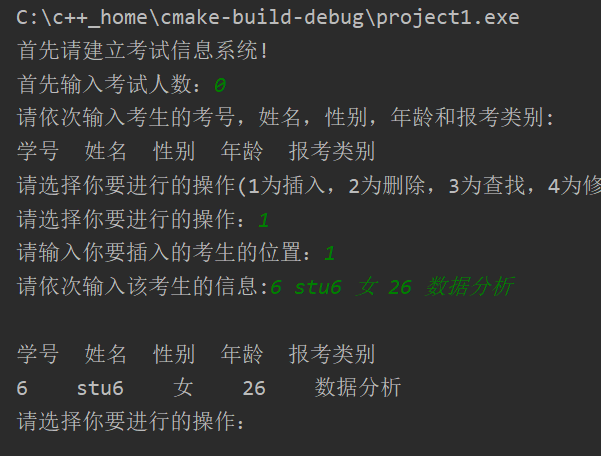 C:\c++_home\cmake-build-debug\project1.exe
首先请建立考试信息系统!
首先输入考试人数：0
请依次输入考生的考号，姓名，性别，年龄和报考类别:
学号  姓名  性别  年龄  报考类别
请选择你要进行的操作(1为插入，2为删除，3为查找，4为修
请选择你要进行的操作：1
请输入你要插入的考生的位置：1
请依次输入该考生的信息:6 stu6 女 26 数据分析
学号  姓名  性别  年龄  报考类别
6    stu6    女    26    数据分析
请选择你要进行的操作：